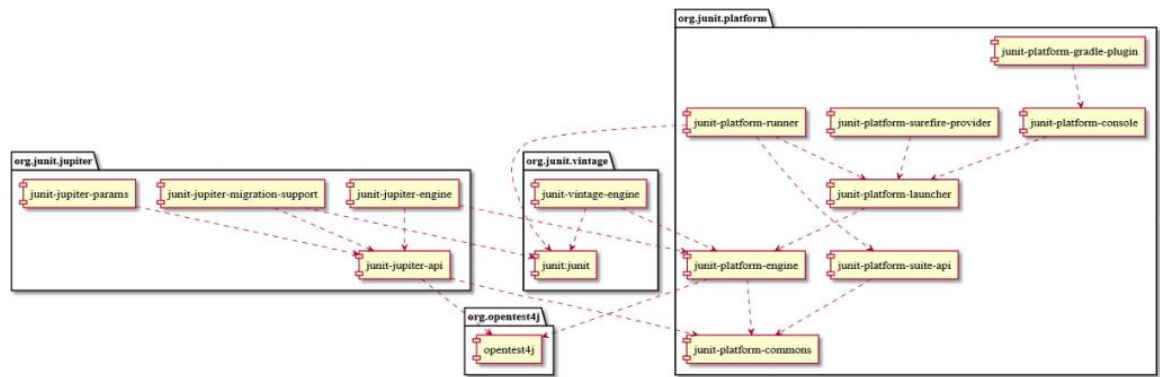 org.junit.platform
junit-platform-gradle-plugin
junit-platform-runner
junit-platform-surefire-provider
junit-platform-console
org.junit.jupiter
org.junit.vintage
junit-jupiter-params
junit-jupiter-migration-support
junit-jupiter-engine
junit-vintage-engine
junit-platform-launcher
junit-jupiter-api
junit:junit
junit-platform-engine
junit-platform-suite-api
org.opentest4j
opentest4j
junit-platform-commons